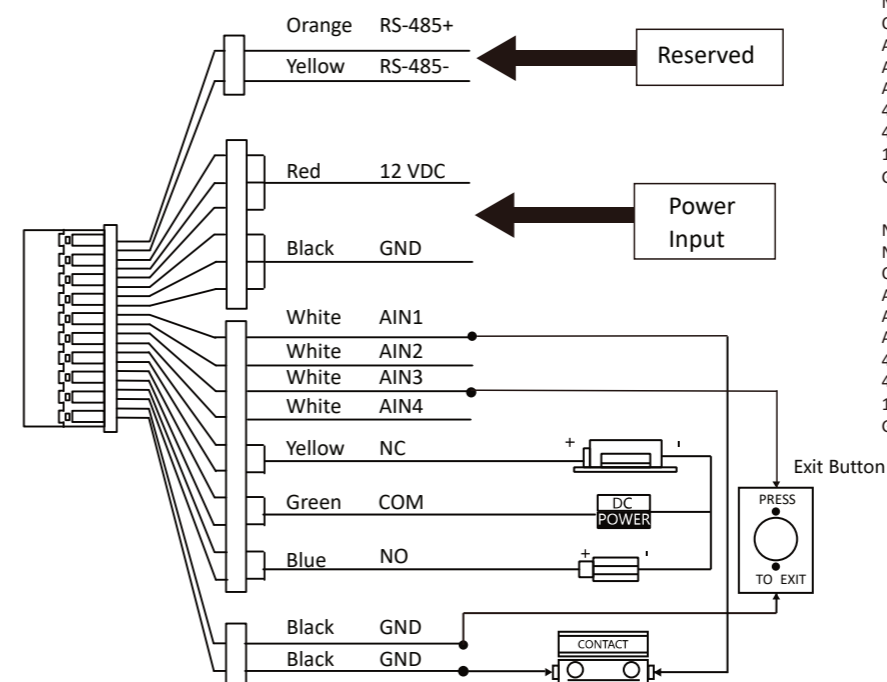 Orange RS-485+
Yellow RS-485-
Reserved
Red 12 VDC
Black GND
Power
Input
White AIN1
White AIN2
White AIN3
White AIN4
Yellow NC
+ '
Green COM
DC
POWER
Blue NO
+ '
Exit Button
PRESS
TO EXIT
Black GND
Black GND
CONTACT